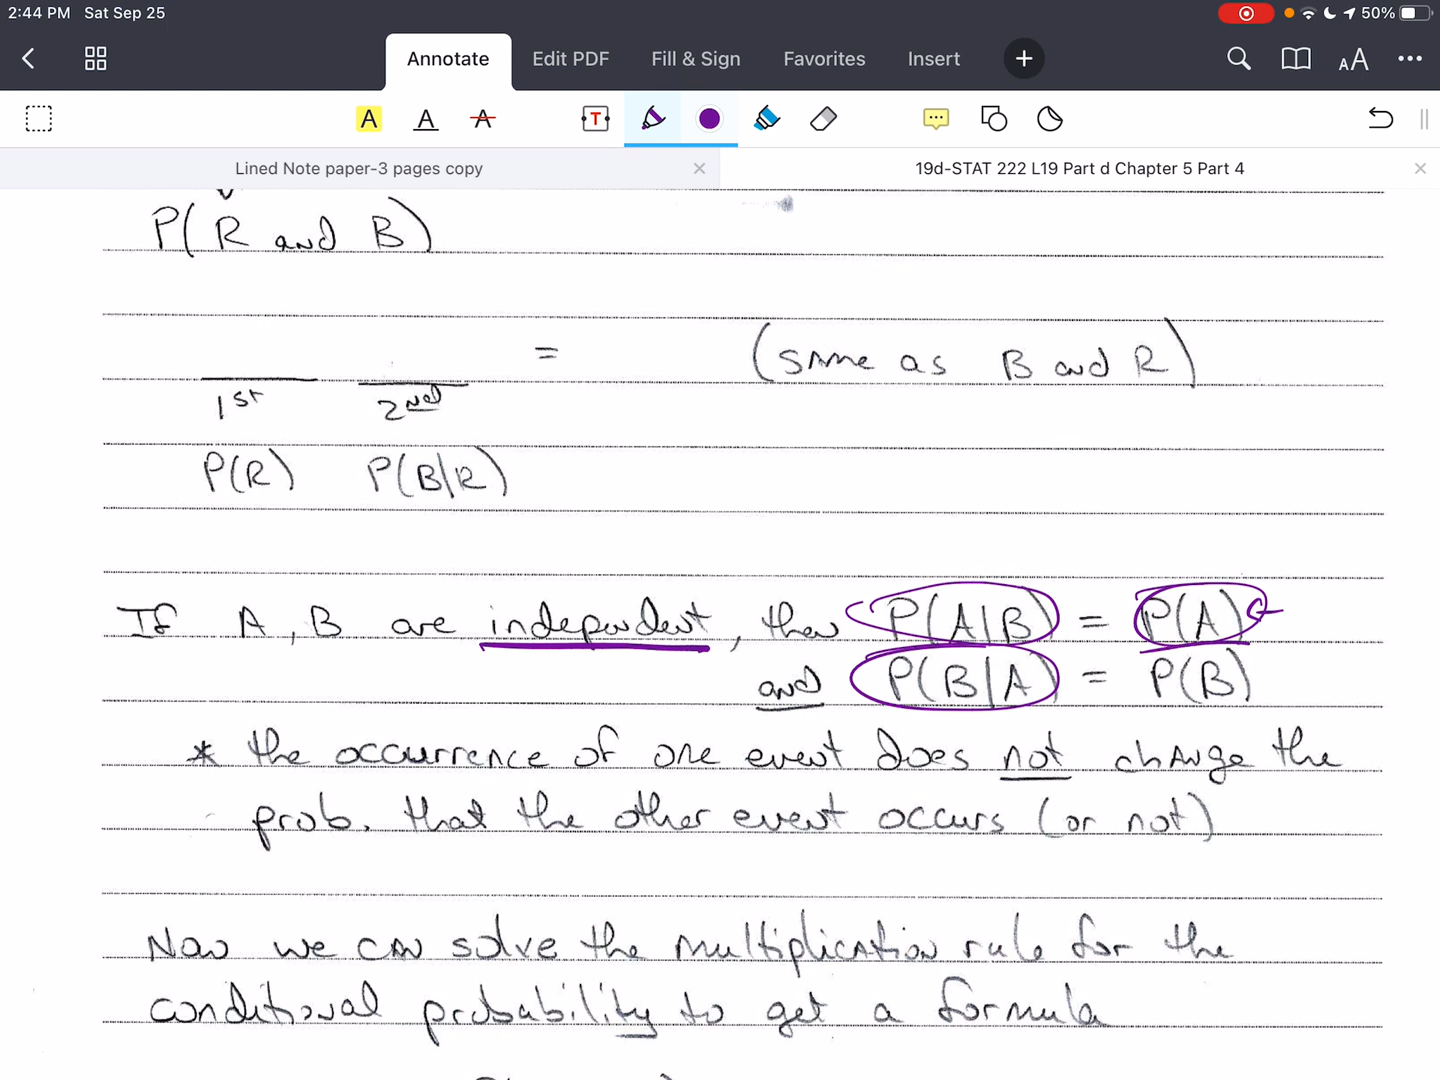 2:44 PM Sat Sep 25 50%
Annotate Edit PDF Fill & Sign Favorites Insert
Lined Note paper-3 pages copy
19d-STAT 222 L19 Part d Chapter 5 Part 4
P(R and B)
= (same as B and R)
1st 2nd
P(R) P(B|R)
If A, B are independent, then P(A|B) = P(A)
and P(B|A) = P(B)
* the occurrence of one event does not change the
prob. that the other event occurs (or not)
Now we can solve the multiplication rule for the
conditional probability to get a formula